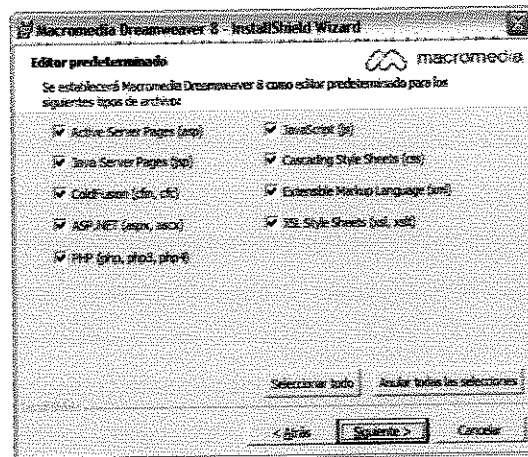 Macromedia Dreamweaver 8 - InstallShield Wizard
Editor predeterminado
macromedia
Se establecerá Macromedia Dreamweaver 8 como editor predeterminado para los
siguientes tipos de archivo:
Active Server Pages (asp)
JavaScript (js)
Java Server Pages (jsp)
Cascading Style Sheets (css)
ColdFusion (cfm, cfc)
Extensible Markup Language (xml)
ASP.NET (aspx, ascx)
XSL Style Sheets (xsl, xslt)
PHP (php, php3, php4)
Seleccionar todo
Anular todas las selecciones
< Atrás
Siguiente >
Cancelar